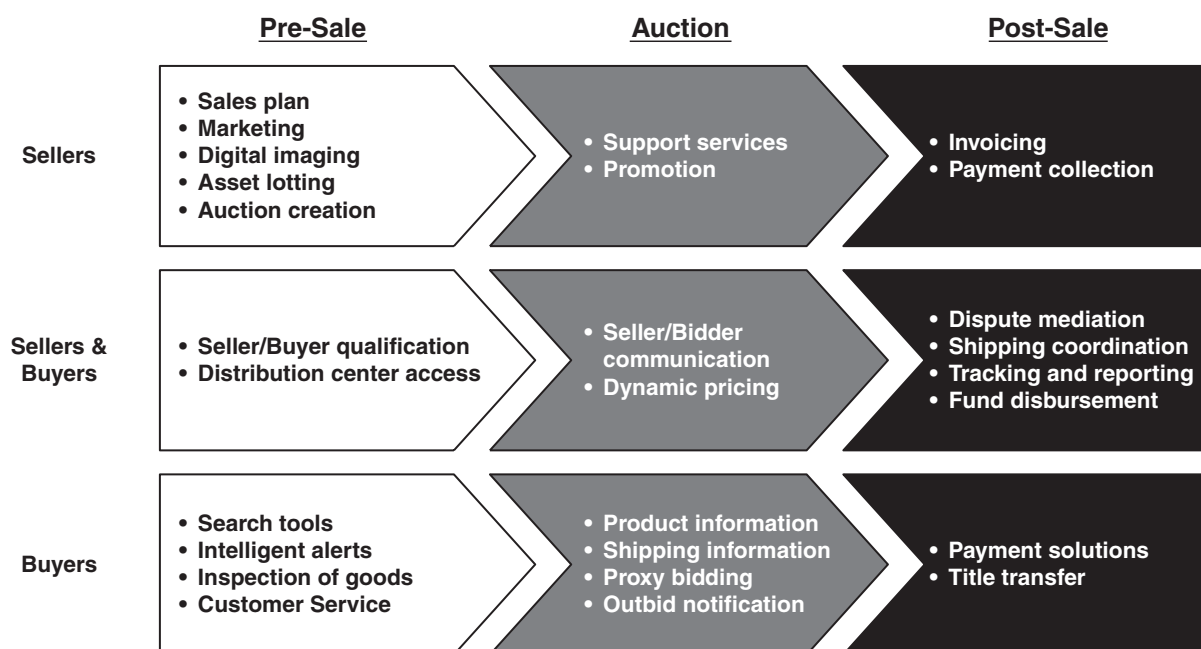 Pre-Sale Auction Post-Sale
Sellers
• Sales plan
• Marketing
• Digital imaging
• Asset lotting
• Auction creation
• Support services
• Promotion
• Invoicing
• Payment collection
Sellers &
Buyers
• Seller/Buyer qualification
• Distribution center access
• Seller/Bidder
communication
• Dynamic pricing
• Dispute mediation
• Shipping coordination
• Tracking and reporting
• Fund disbursement
Buyers
• Search tools
• Intelligent alerts
• Inspection of goods
• Customer Service
• Product information
• Shipping information
• Proxy bidding
• Outbid notification
• Payment solutions
• Title transfer